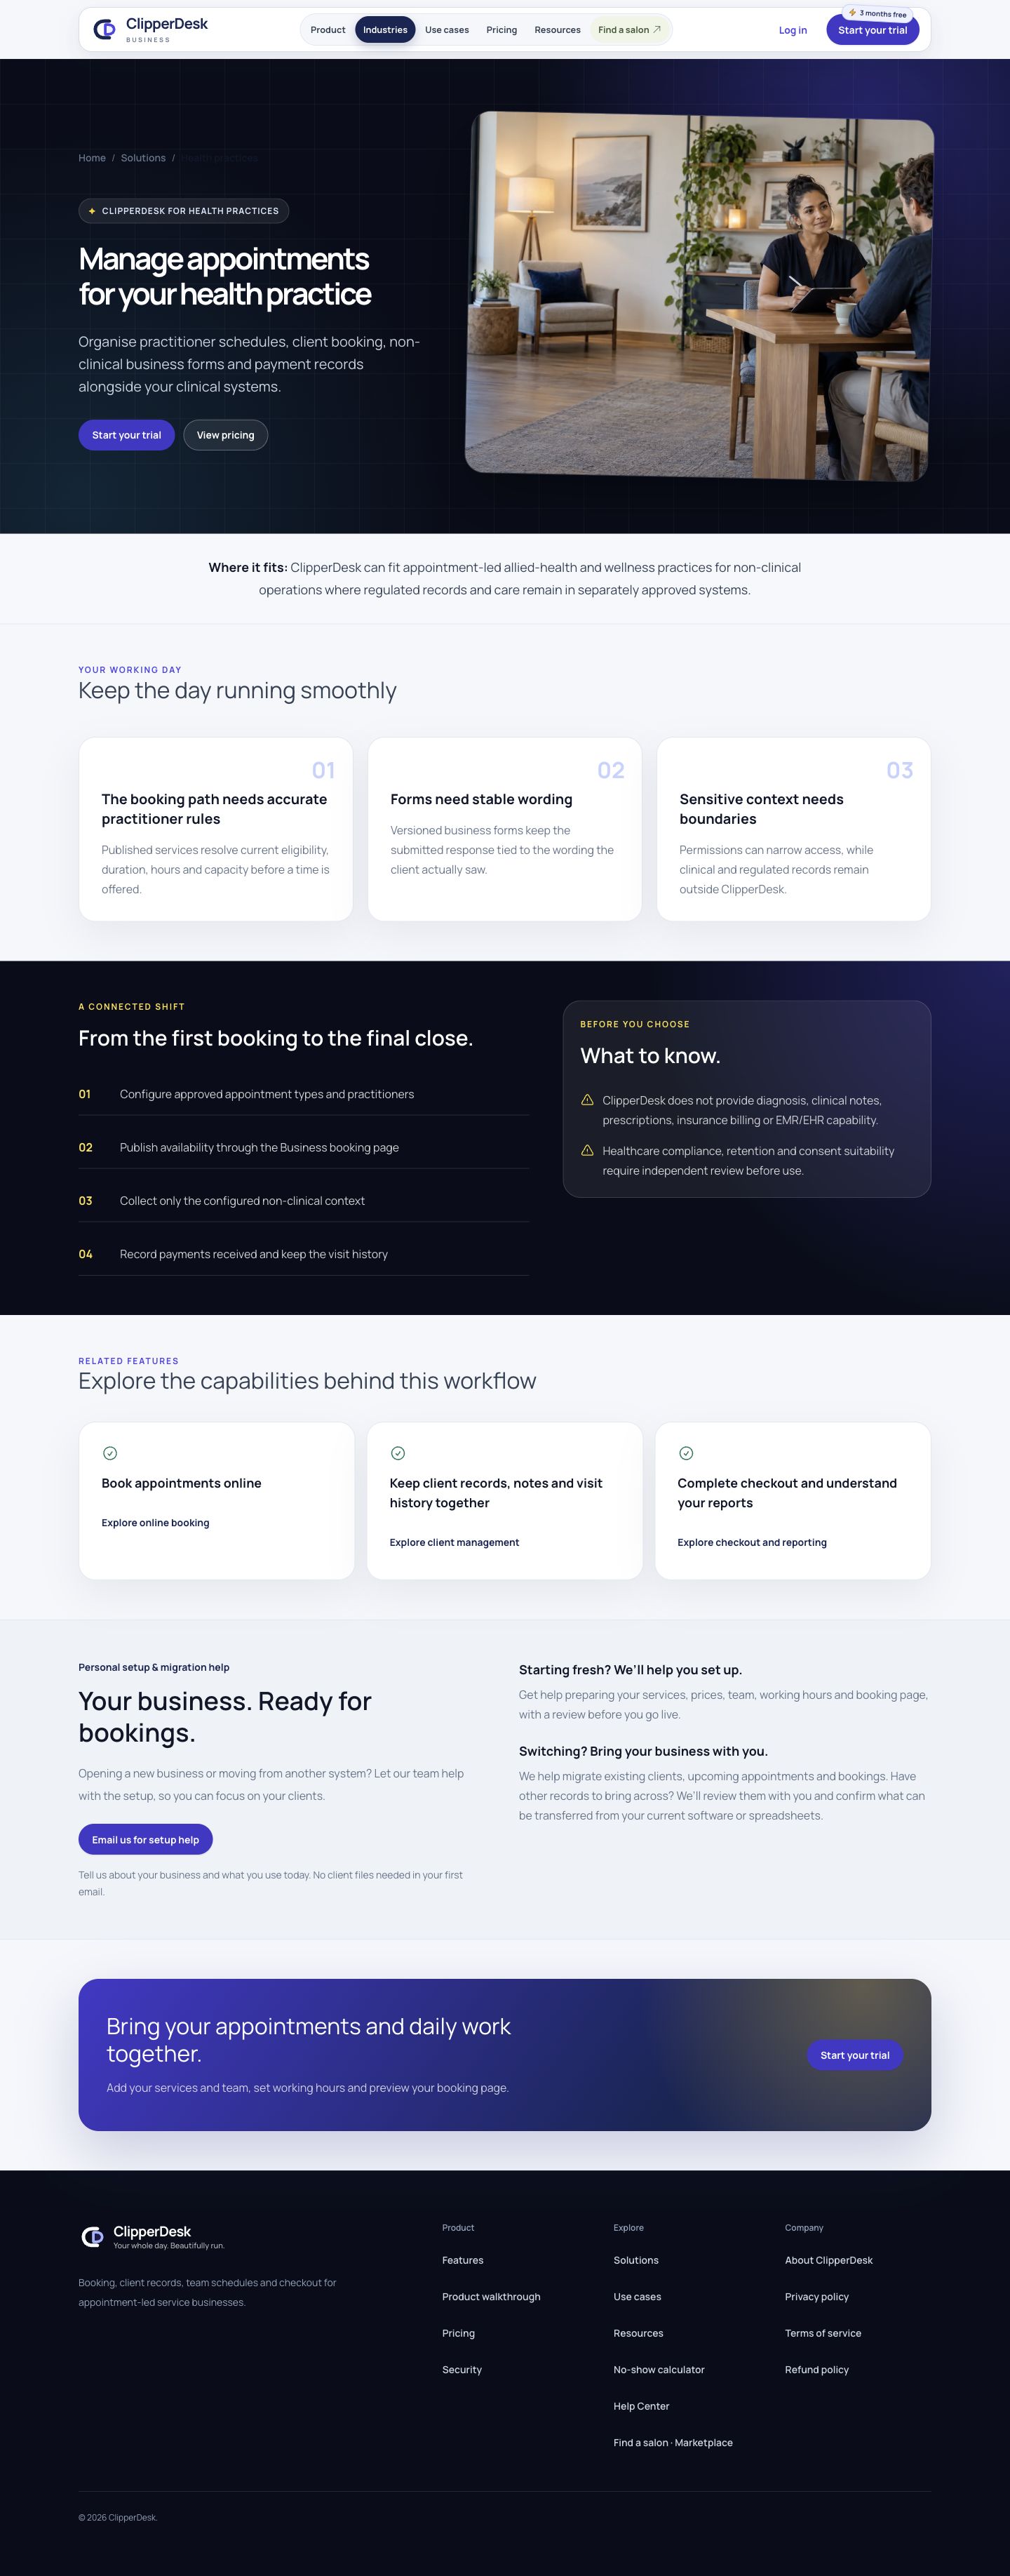 ClipperDesk
BUSINESS
Product
Industries
Use cases
Pricing
Resources
Find a salon
Log in
3 months free
Start your trial
Home / Solutions / Health practices
CLIPPERDESK FOR HEALTH PRACTICES
Manage appointments
for your health practice
Organise practitioner schedules, client booking, non-
clinical business forms and payment records
alongside your clinical systems.
Start your trial
View pricing
Where it fits: ClipperDesk can fit appointment-led allied-health and wellness practices for non-clinical
operations where regulated records and care remain in separately approved systems.
YOUR WORKING DAY
Keep the day running smoothly
01
The booking path needs accurate
practitioner rules
Published services resolve current eligibility,
duration, hours and capacity before a time is
offered.
02
Forms need stable wording
Versioned business forms keep the
submitted response tied to the wording the
client actually saw.
03
Sensitive context needs
boundaries
Permissions can narrow access, while
clinical and regulated records remain
outside ClipperDesk.
A CONNECTED SHIFT
From the first booking to the final close.
01 Configure approved appointment types and practitioners
02 Publish availability through the Business booking page
03 Collect only the configured non-clinical context
04 Record payments received and keep the visit history
BEFORE YOU CHOOSE
What to know.
ClipperDesk does not provide diagnosis, clinical notes,
prescriptions, insurance billing or EMR/EHR capability.
Healthcare compliance, retention and consent suitability
require independent review before use.
RELATED FEATURES
Explore the capabilities behind this workflow
Book appointments online
Explore online booking
Keep client records, notes and visit
history together
Explore client management
Complete checkout and understand
your reports
Explore checkout and reporting
Personal setup & migration help
Your business. Ready for
bookings.
Opening a new business or moving from another system? Let our team help
with the setup, so you can focus on your clients.
Email us for setup help
Tell us about your business and what you use today. No client files needed in your first
email.
Starting fresh? We'll help you set up.
Get help preparing your services, prices, team, working hours and booking page,
with a review before you go live.
Switching? Bring your business with you.
We help migrate existing clients, upcoming appointments and bookings. Have
other records to bring across? We'll review them with you and confirm what can
be transferred from your current software or spreadsheets.
Bring your appointments and daily work
together.
Add your services and team, set working hours and preview your booking page.
Start your trial
ClipperDesk
Your whole day. Beautifully run.
Booking, client records, team schedules and checkout for
appointment-led service businesses.
Product
Features
Product walkthrough
Pricing
Security
Explore
Solutions
Use cases
Resources
No-show calculator
Help Center
Find a salon · Marketplace
Company
About ClipperDesk
Privacy policy
Terms of service
Refund policy
© 2026 ClipperDesk.